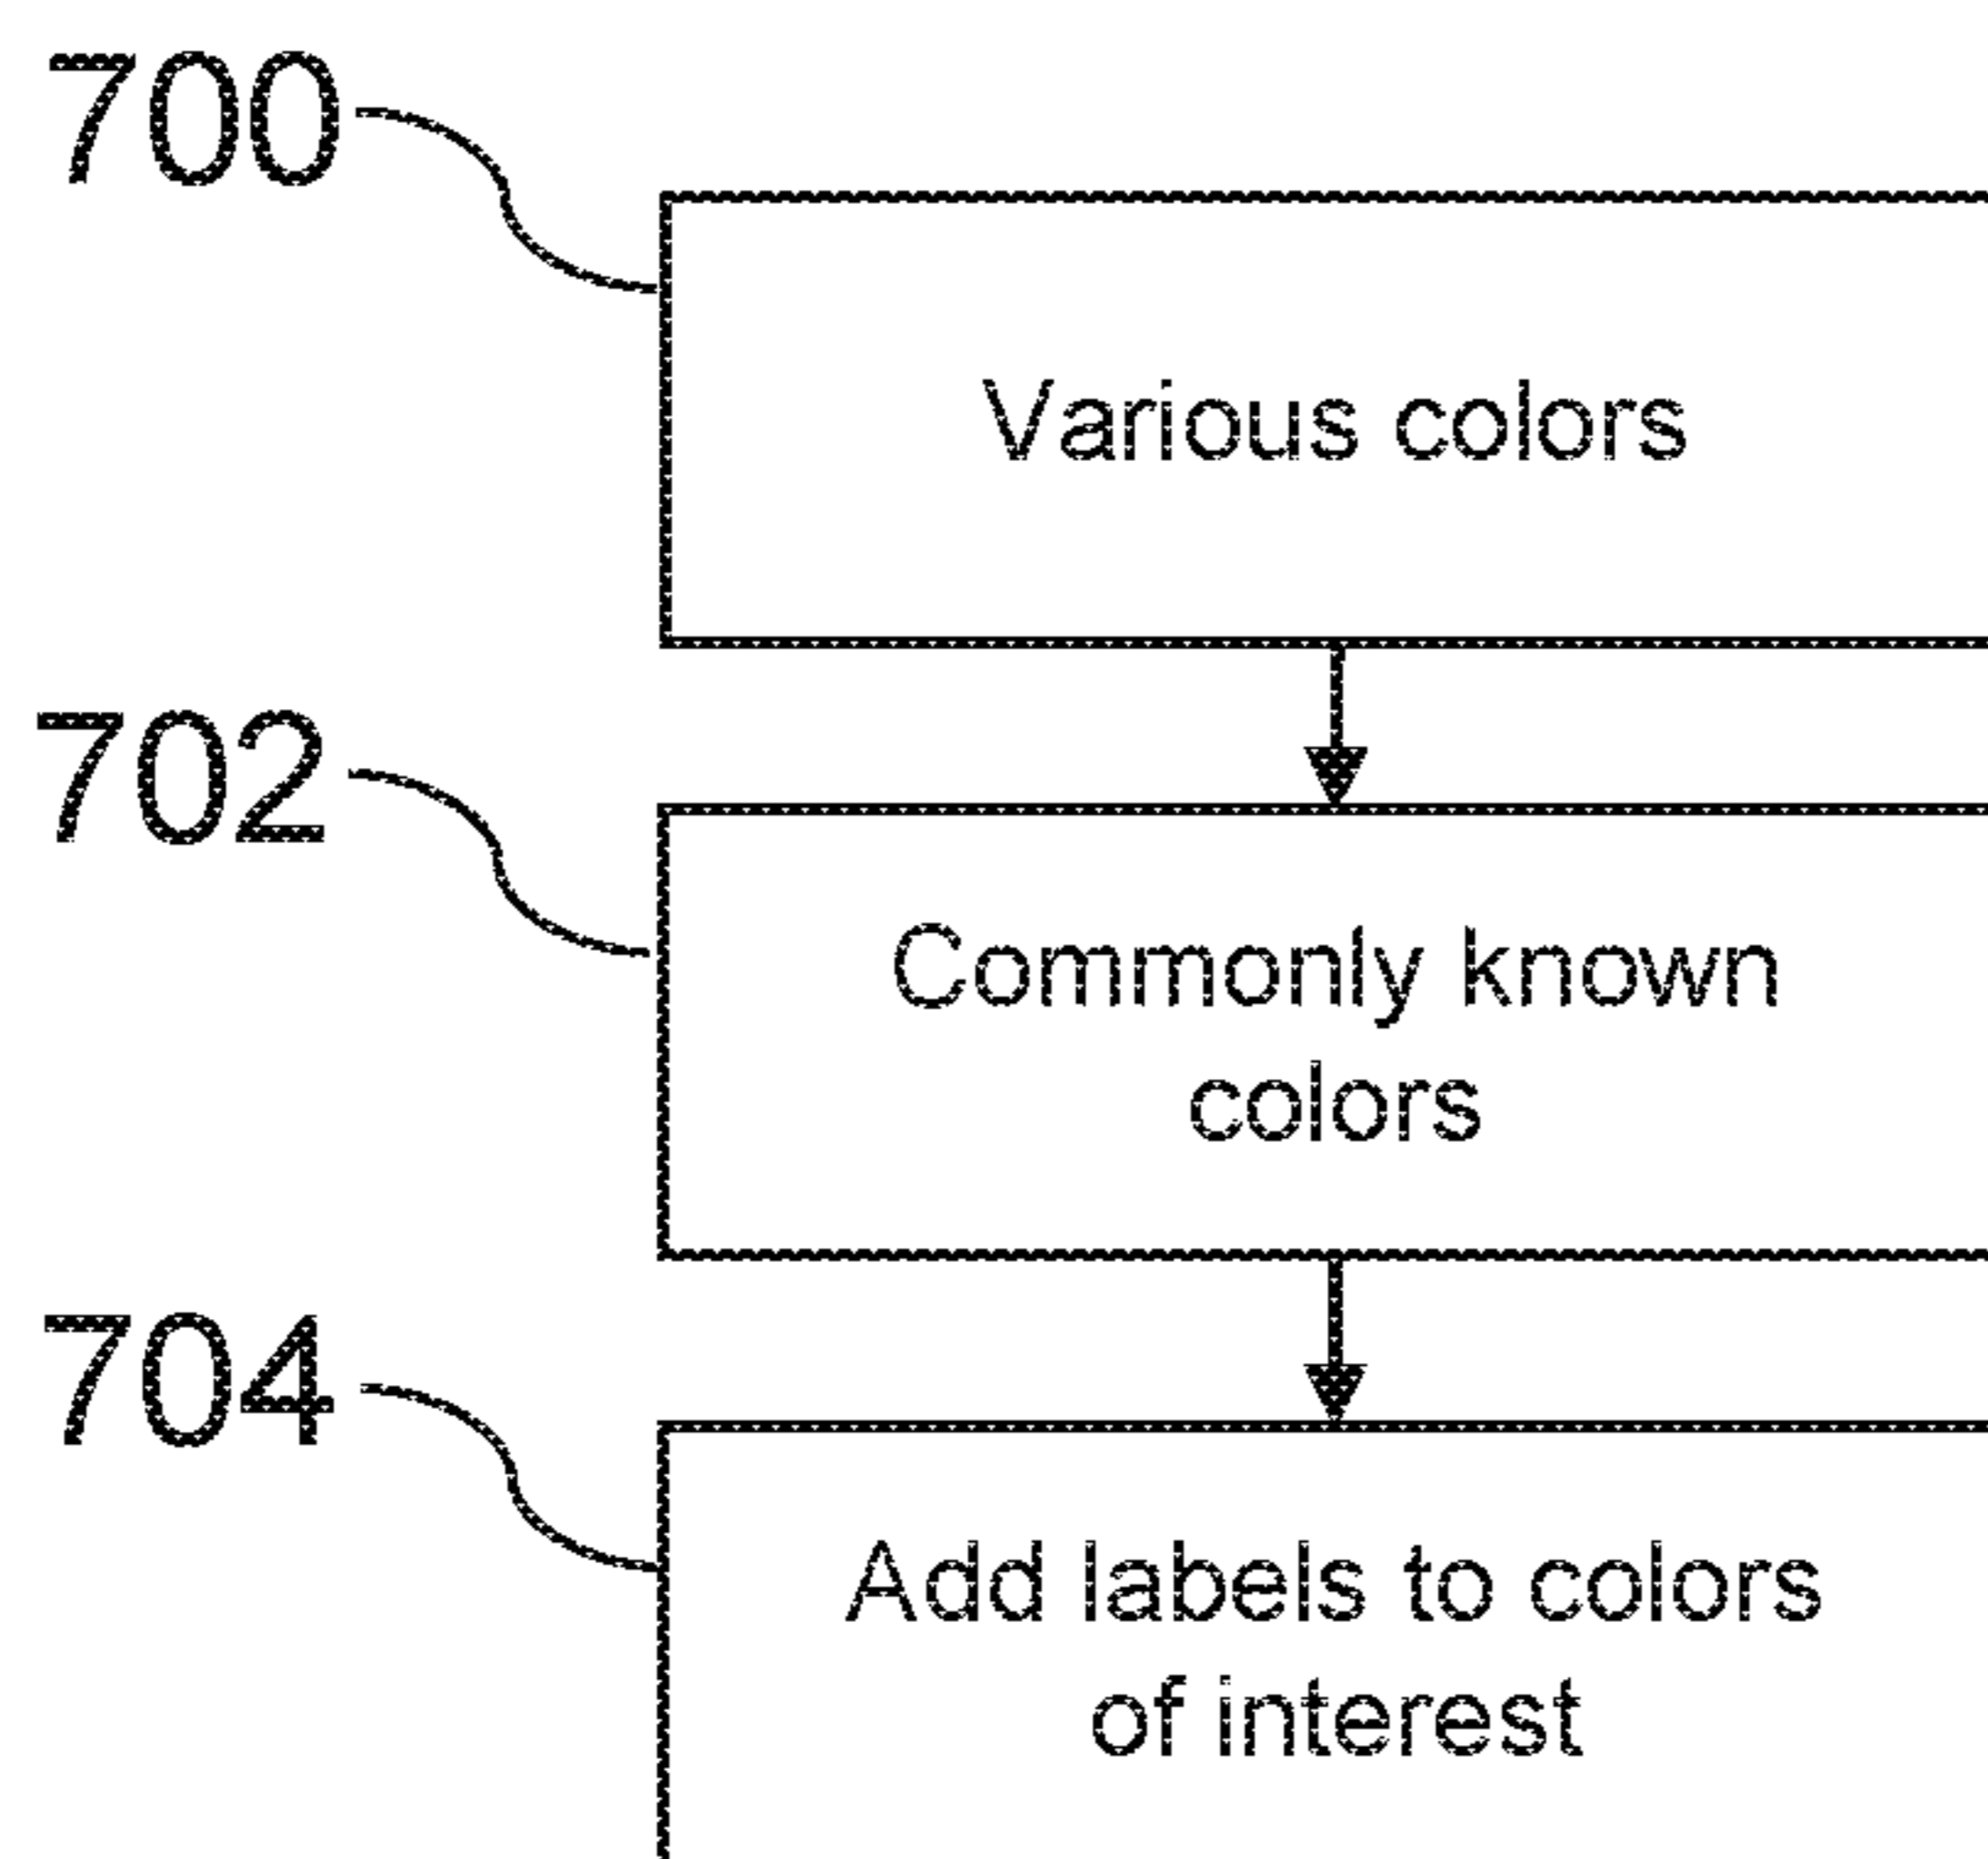 700
Various colors
702
Commonly known
colors
704
Add labels to colors
of interest